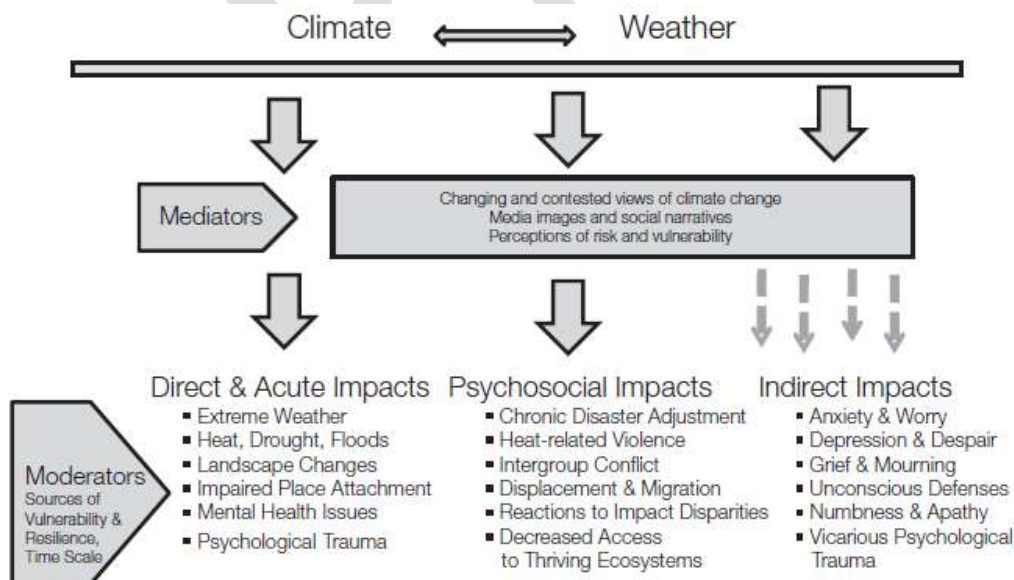 Climate Weather
Mediators
Changing and contested views of climate change
Media images and social narratives
Perceptions of risk and vulnerability
Moderators
Sources of
Vulnerability &
Resilience,
Time Scale
Direct & Acute Impacts
▪ Extreme Weather
▪ Heat, Drought, Floods
▪ Landscape Changes
▪ Impaired Place Attachment
▪ Mental Health Issues
▪ Psychological Trauma
Psychosocial Impacts
▪ Chronic Disaster Adjustment
▪ Heat-related Violence
▪ Intergroup Conflict
▪ Displacement & Migration
▪ Reactions to Impact Disparities
▪ Decreased Access
to Thriving Ecosystems
Indirect Impacts
▪ Anxiety & Worry
▪ Depression & Despair
▪ Grief & Mourning
▪ Unconscious Defenses
▪ Numbness & Apathy
▪ Vicarious Psychological
Trauma